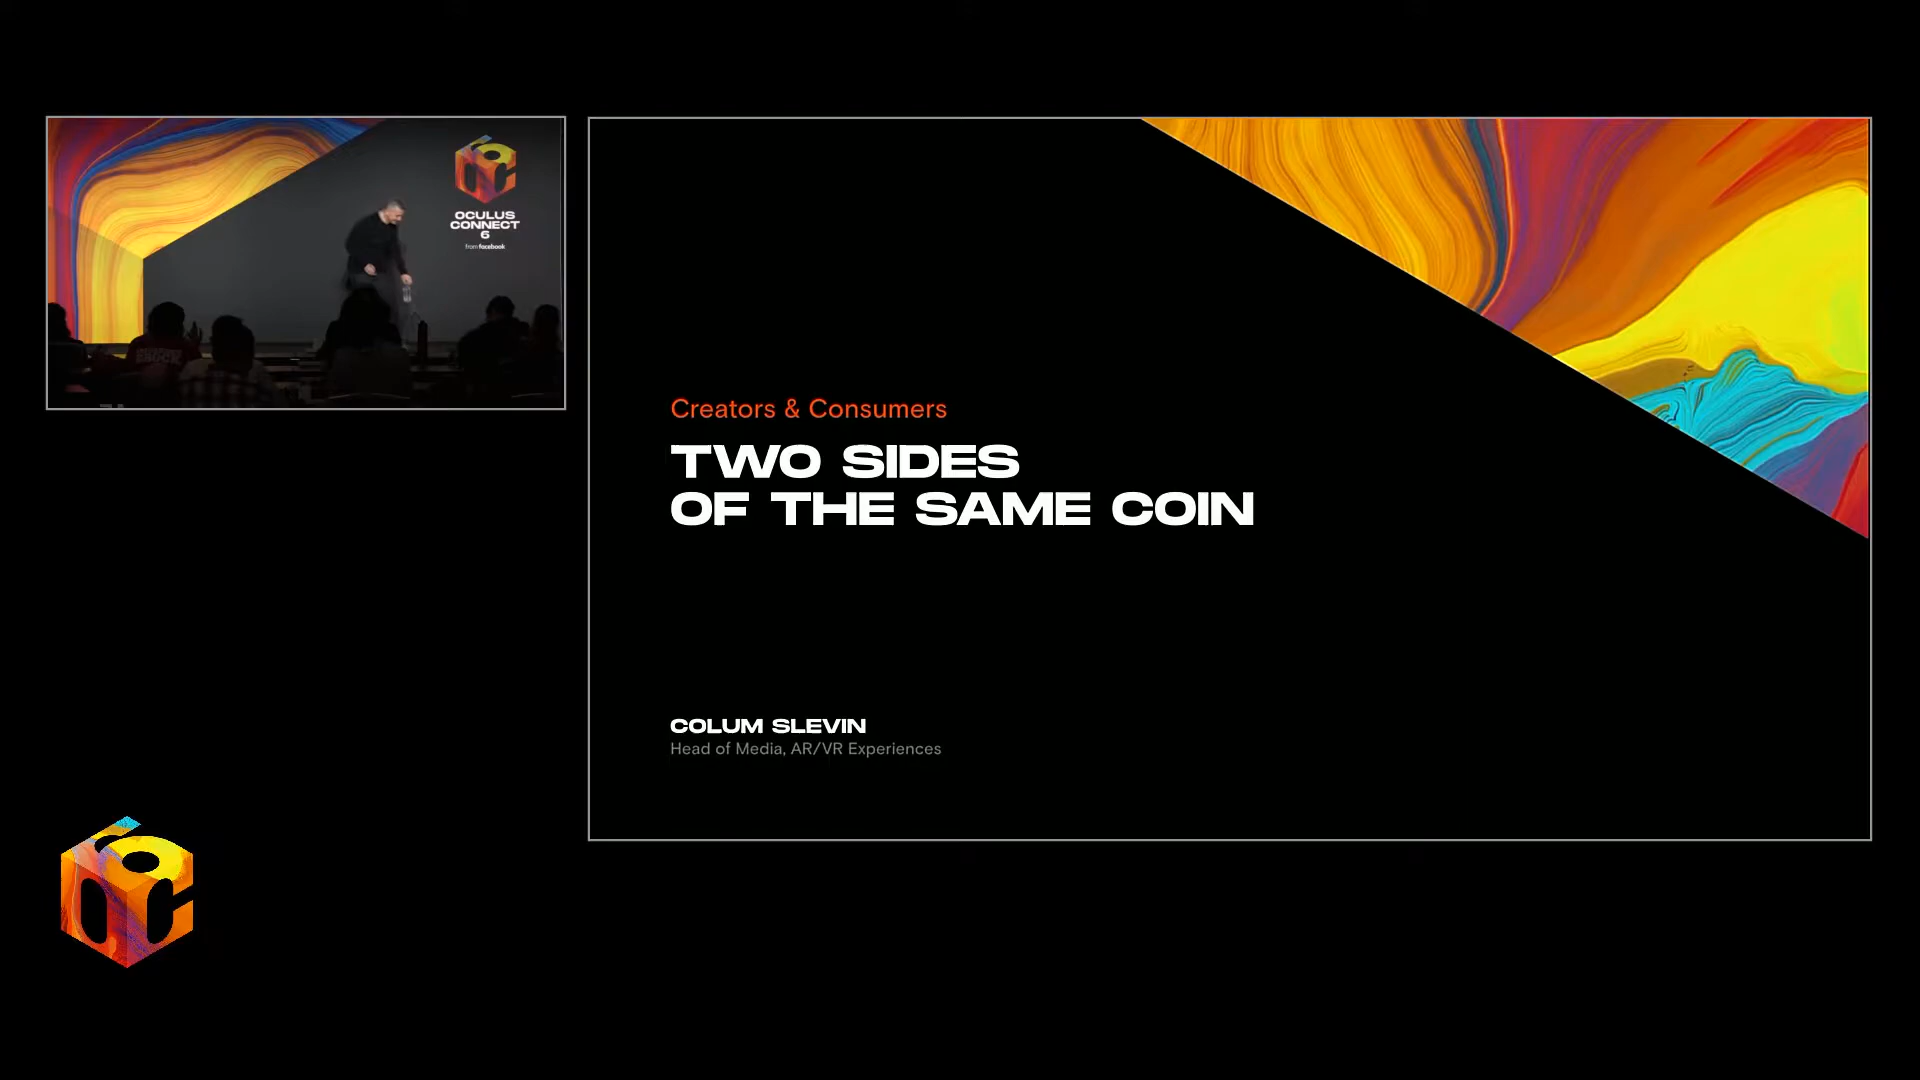 OCULUS
CONNECT
6
from facebook
Creators & Consumers
TWO SIDES
OF THE SAME COIN
COLUM SLEVIN
Head of Media, AR/VR Experiences